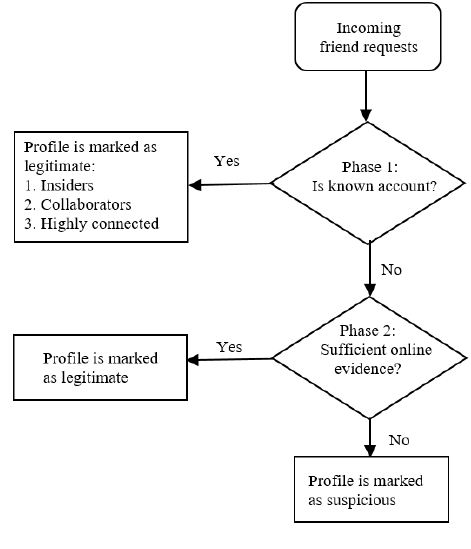 Incoming
friend requests
Phase 1:
Is known account?
Yes
Profile is marked as
legitimate:
1. Insiders
2. Collaborators
3. Highly connected
No
Phase 2:
Sufficient online
evidence?
Yes
Profile is marked
as legitimate
No
Profile is marked
as suspicious